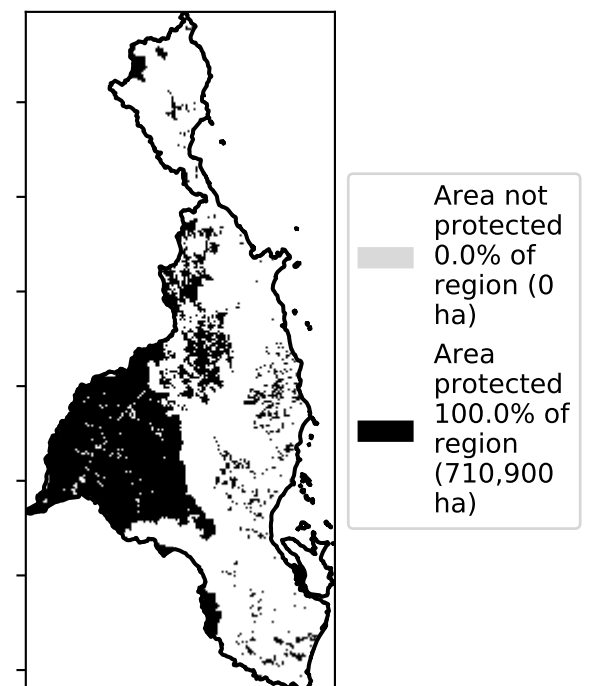 Area not
protected
0.0% of
region (0
ha)
Area
protected
100.0% of
region
(710,900
ha)